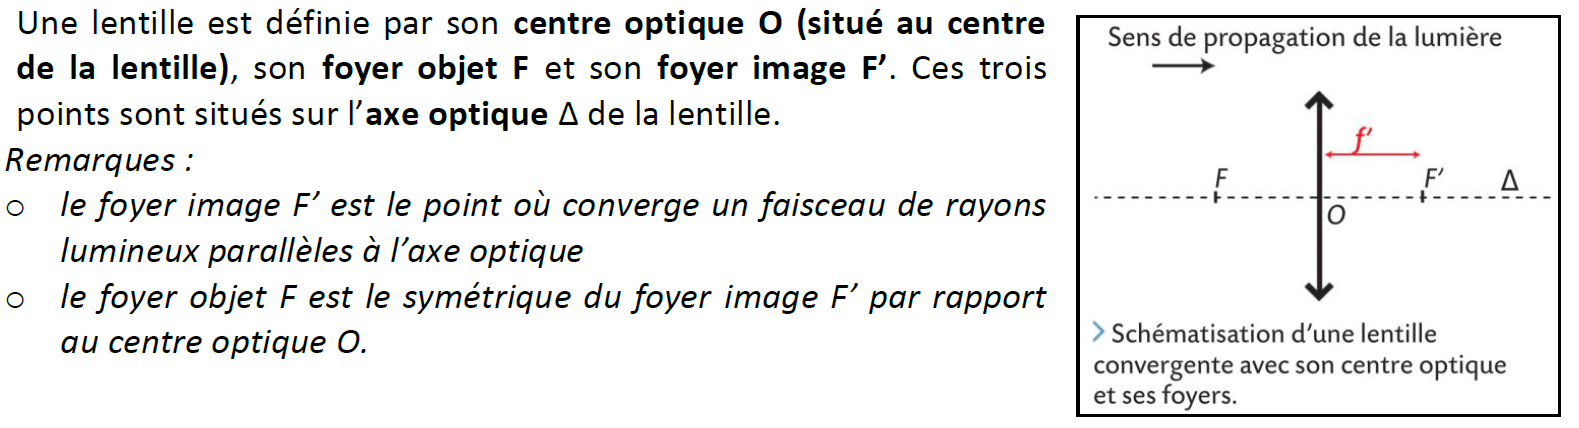 Une lentille est définie par son centre optique O (situé au centre
de la lentille), son foyer objet F et son foyer image F’. Ces trois
points sont situés sur l’axe optique Δ de la lentille.
Remarques :
o le foyer image F’ est le point où converge un faisceau de rayons
lumineux parallèles à l’axe optique
o le foyer objet F est le symétrique du foyer image F’ par rapport
au centre optique O.
Sens de propagation de la lumière
f'
F
F'
Δ
O
> Schématisation d'une lentille
convergente avec son centre optique
et ses foyers.